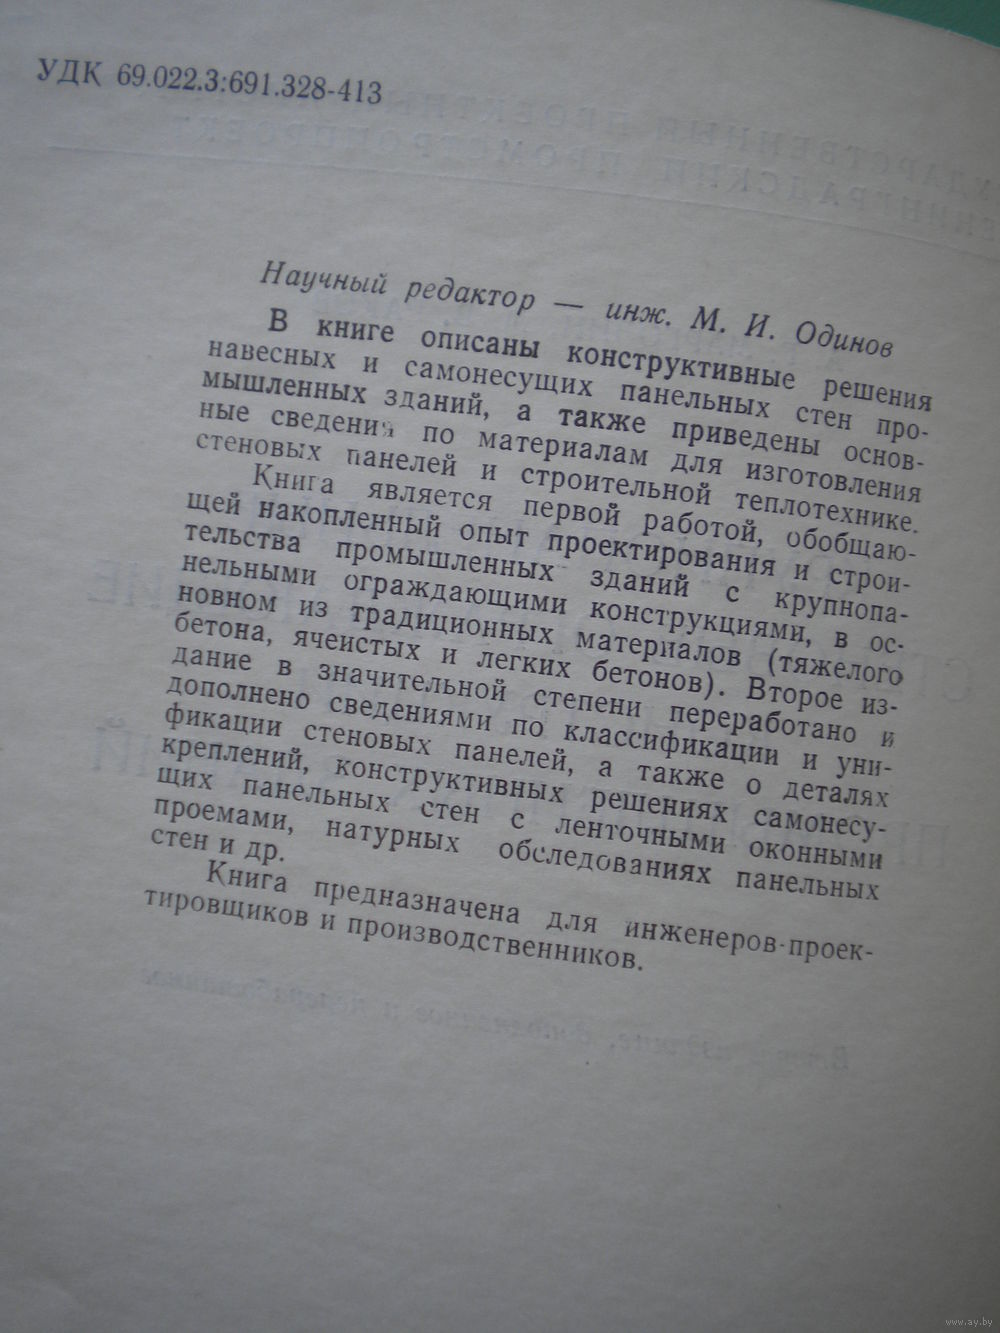 УДК 69.022.3:691.328-413
Научный редактор — инж. М. И. Одинов
В книге описаны конструктивные решения
навесных и самонесущих панельных стен про-
мышленных зданий, а также приведены основ-
ные сведения по материалам для изготовления
стеновых панелей и строительной теплотехнике.
Книга является первой работой, обобщаю-
щей накопленный опыт проектирования и строи-
тельства промышленных зданий с крупнопа-
нельными ограждающими конструкциями, в ос-
новном из традиционных материалов (тяжелого
бетона, ячеистых и легких бетонов). Второе из-
дание в значительной степени переработано и
дополнено сведениями по классификации и уни-
фикации стеновых панелей, а также о деталях
креплений, конструктивных решениях самонесу-
щих панельных стен с ленточными оконными
проемами, натурных обследованиях панельных
стен и др.
Книга предназначена для инженеров-проек-
тировщиков и производственников.
www.ay.by